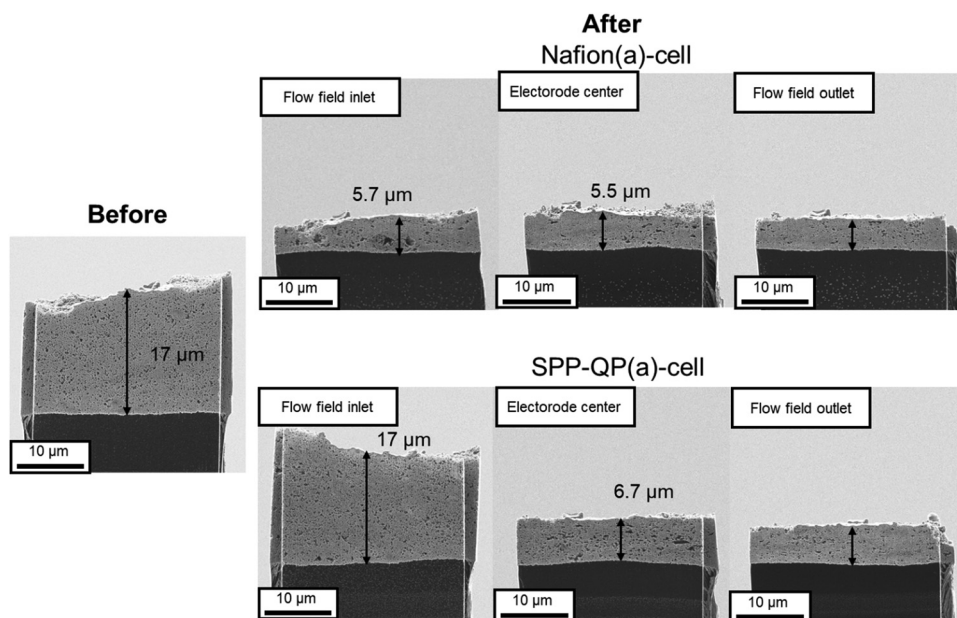 After
Nafion(a)-cell
Flow field inlet
Electorode center
Flow field outlet
5.7 µm
5.5 µm
10 µm
10 µm
10 µm
Before
17 µm
10 µm
SPP-QP(a)-cell
Flow field inlet
Electorode center
Flow field outlet
17 µm
6.7 µm
10 µm
10 µm
10 µm